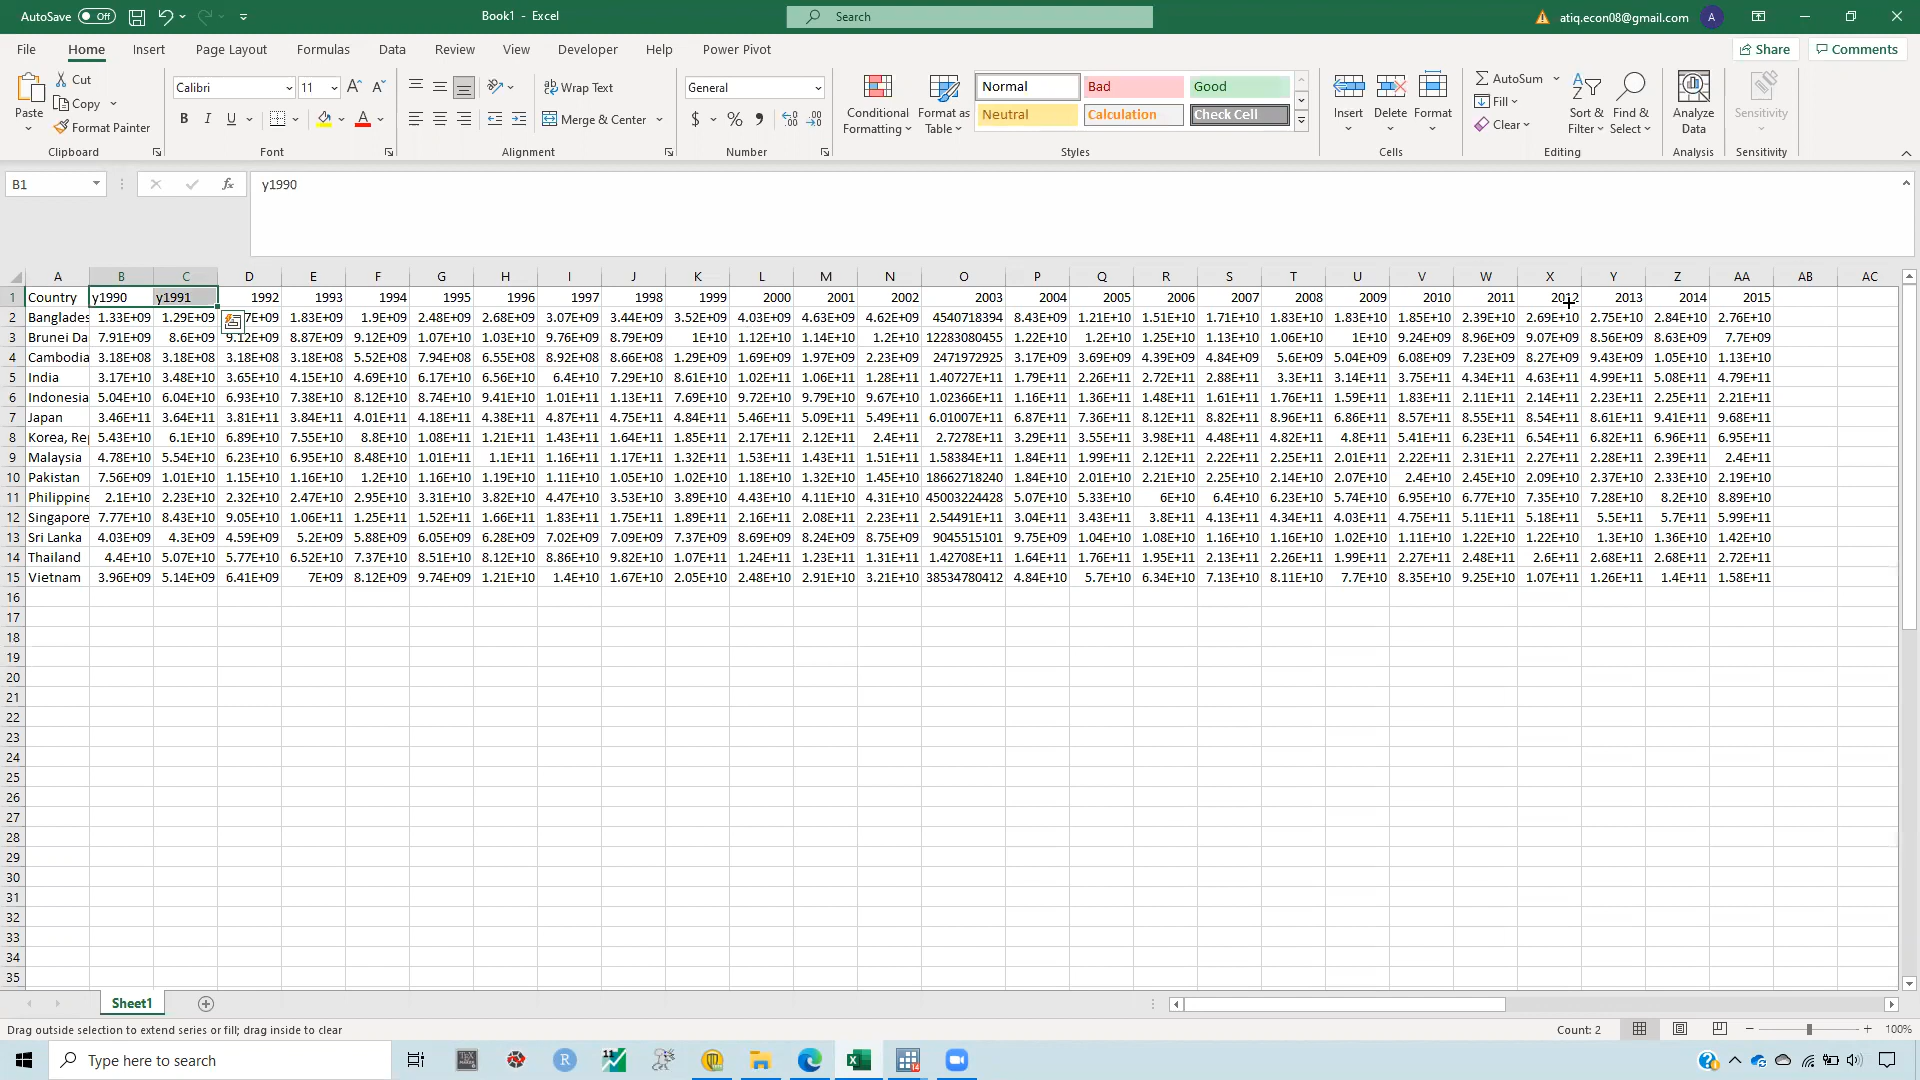 AutoSave Off Book1 - Excel Search atiq.econ08@gmail.com A
File Home Insert Page Layout Formulas Data Review View Developer Help Power Pivot Share Comments
Paste Cut Copy Format Painter Clipboard
Calibri 11 B I U A Font
Wrap Text Merge & Center Alignment
General $ % Number
Conditional Formatting Format as Table Normal Bad Good Neutral Calculation Check Cell Styles
Insert Delete Format Cells
AutoSum Fill Clear Sort & Filter Find & Select Editing
Analyze Data Analysis
Sensitivity Sensitivity
B1 fx y1990
A B C D E F G H I J K L M N O P Q R S T U V W X Y Z AA AB AC
1 Country y1990 y1991 1992 1993 1994 1995 1996 1997 1998 1999 2000 2001 2002 2003 2004 2005 2006 2007 2008 2009 2010 2011 2012 2013 2014 2015
2 Banglades 1.33E+09 1.29E+09 7E+09 1.83E+09 1.9E+09 2.48E+09 2.68E+09 3.07E+09 3.44E+09 3.52E+09 4.03E+09 4.63E+09 4.62E+09 4540718394 8.43E+09 1.21E+10 1.51E+10 1.71E+10 1.83E+10 1.83E+10 1.85E+10 2.39E+10 2.69E+10 2.75E+10 2.84E+10 2.76E+10
3 Brunei Da 7.91E+09 8.6E+09 9.12E+09 8.87E+09 9.12E+09 1.07E+10 1.03E+10 9.76E+09 8.79E+09 1E+10 1.12E+10 1.14E+10 1.2E+10 12283080455 1.22E+10 1.2E+10 1.25E+10 1.13E+10 1.06E+10 1E+10 9.24E+09 8.96E+09 9.07E+09 8.56E+09 8.63E+09 7.7E+09
4 Cambodia 3.18E+08 3.18E+08 3.18E+08 3.18E+08 5.52E+08 7.94E+08 6.55E+08 8.92E+08 8.66E+08 1.29E+09 1.69E+09 1.97E+09 2.23E+09 2471972925 3.17E+09 3.69E+09 4.39E+09 4.84E+09 5.6E+09 5.04E+09 6.08E+09 7.23E+09 8.27E+09 9.43E+09 1.05E+10 1.13E+10
5 India 3.17E+10 3.48E+10 3.65E+10 4.15E+10 4.69E+10 6.17E+10 6.56E+10 6.4E+10 7.29E+10 8.61E+10 1.02E+11 1.06E+11 1.28E+11 1.40727E+11 1.79E+11 2.26E+11 2.72E+11 2.88E+11 3.3E+11 3.14E+11 3.75E+11 4.34E+11 4.63E+11 4.99E+11 5.08E+11 4.79E+11
6 Indonesia 5.04E+10 6.04E+10 6.93E+10 7.38E+10 8.12E+10 8.74E+10 9.41E+10 1.01E+11 1.13E+11 7.69E+10 9.72E+10 9.79E+10 9.67E+10 1.02366E+11 1.16E+11 1.36E+11 1.48E+11 1.61E+11 1.76E+11 1.59E+11 1.83E+11 2.11E+11 2.14E+11 2.23E+11 2.25E+11 2.21E+11
7 Japan 3.46E+11 3.64E+11 3.81E+11 3.84E+11 4.01E+11 4.18E+11 4.38E+11 4.87E+11 4.75E+11 4.84E+11 5.46E+11 5.09E+11 5.49E+11 6.01007E+11 6.87E+11 7.36E+11 8.12E+11 8.82E+11 8.96E+11 6.86E+11 8.57E+11 8.55E+11 8.54E+11 8.61E+11 9.41E+11 9.68E+11
8 Korea, Rep 5.43E+10 6.1E+10 6.89E+10 7.55E+10 8.8E+10 1.08E+11 1.21E+11 1.43E+11 1.64E+11 1.85E+11 2.17E+11 2.12E+11 2.4E+11 2.7278E+11 3.29E+11 3.55E+11 3.98E+11 4.48E+11 4.82E+11 4.8E+11 5.41E+11 6.23E+11 6.54E+11 6.82E+11 6.96E+11 6.95E+11
9 Malaysia 4.78E+10 5.54E+10 6.23E+10 6.95E+10 8.48E+10 1.01E+11 1.1E+11 1.16E+11 1.17E+11 1.32E+11 1.53E+11 1.43E+11 1.51E+11 1.58384E+11 1.84E+11 1.99E+11 2.12E+11 2.22E+11 2.25E+11 2.01E+11 2.22E+11 2.31E+11 2.27E+11 2.28E+11 2.39E+11 2.4E+11
10 Pakistan 7.56E+09 1.01E+10 1.15E+10 1.16E+10 1.2E+10 1.16E+10 1.19E+10 1.11E+10 1.05E+10 1.02E+10 1.18E+10 1.32E+10 1.45E+10 18662718240 1.84E+10 2.01E+10 2.21E+10 2.25E+10 2.14E+10 2.07E+10 2.4E+10 2.45E+10 2.09E+10 2.37E+10 2.33E+10 2.19E+10
11 Philippine 2.1E+10 2.23E+10 2.32E+10 2.47E+10 2.95E+10 3.31E+10 3.82E+10 4.47E+10 3.53E+10 3.89E+10 4.43E+10 4.11E+10 4.31E+10 45003224428 5.07E+10 5.33E+10 6E+10 6.4E+10 6.23E+10 5.74E+10 6.95E+10 6.77E+10 7.35E+10 7.28E+10 8.2E+10 8.89E+10
12 Singapore 7.77E+10 8.43E+10 9.05E+10 1.06E+11 1.25E+11 1.52E+11 1.66E+11 1.83E+11 1.75E+11 1.89E+11 2.16E+11 2.08E+11 2.23E+11 2.54491E+11 3.04E+11 3.43E+11 3.8E+11 4.13E+11 4.34E+11 4.03E+11 4.75E+11 5.11E+11 5.18E+11 5.5E+11 5.7E+11 5.99E+11
13 Sri Lanka 4.03E+09 4.3E+09 4.59E+09 5.2E+09 5.88E+09 6.05E+09 6.28E+09 7.02E+09 7.09E+09 7.37E+09 8.69E+09 8.24E+09 8.75E+09 9045515101 9.75E+09 1.04E+10 1.08E+10 1.16E+10 1.16E+10 1.02E+10 1.11E+10 1.22E+10 1.22E+10 1.3E+10 1.36E+10 1.42E+10
14 Thailand 4.4E+10 5.07E+10 5.77E+10 6.52E+10 7.37E+10 8.51E+10 8.12E+10 8.86E+10 9.82E+10 1.07E+11 1.24E+11 1.23E+11 1.31E+11 1.42708E+11 1.64E+11 1.76E+11 1.95E+11 2.13E+11 2.26E+11 1.99E+11 2.27E+11 2.48E+11 2.6E+11 2.68E+11 2.68E+11 2.72E+11
15 Vietnam 3.96E+09 5.14E+09 6.41E+09 7E+09 8.12E+09 9.74E+09 1.21E+10 1.4E+10 1.67E+10 2.05E+10 2.48E+10 2.91E+10 3.21E+10 38534780412 4.84E+10 5.7E+10 6.34E+10 7.13E+10 8.11E+10 7.7E+10 8.35E+10 9.25E+10 1.07E+11 1.26E+11 1.4E+11 1.58E+11
16
17
18
19
20
21
22
23
24
25
26
27
28
29
30
31
32
33
34
35
Sheet1
Drag outside selection to extend series or fill; drag inside to clear Count: 2 100%
Type here to search